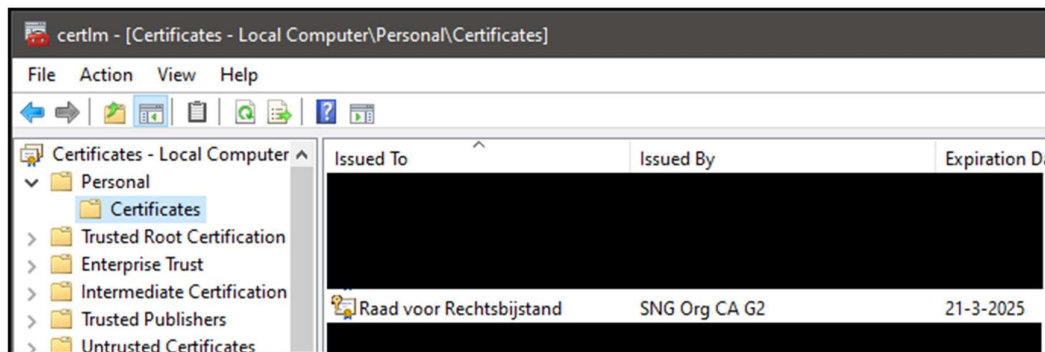 certlm - [Certificates - Local Computer\Personal\Certificates]
File Action View Help
Certificates - Local Computer
Personal
Certificates
Trusted Root Certification
Enterprise Trust
Intermediate Certification
Trusted Publishers
Untrusted Certificates
Issued To Issued By Expiration Da
Raad voor Rechtsbijstand SNG Org CA G2 21-3-2025